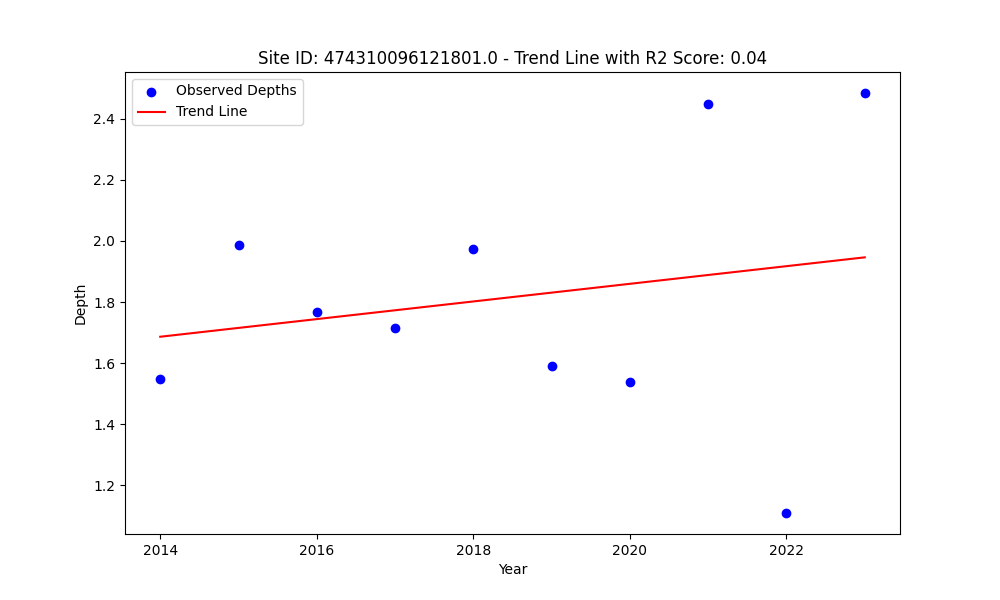 Site ID: 474310096121801.0 - Trend Line with R2 Score: 0.04
Observed Depths
Trend Line
2.4
2.2
2.0
1.8
1.6
1.4
1.2
Depth
2014
2016
2018
2020
2022
Year